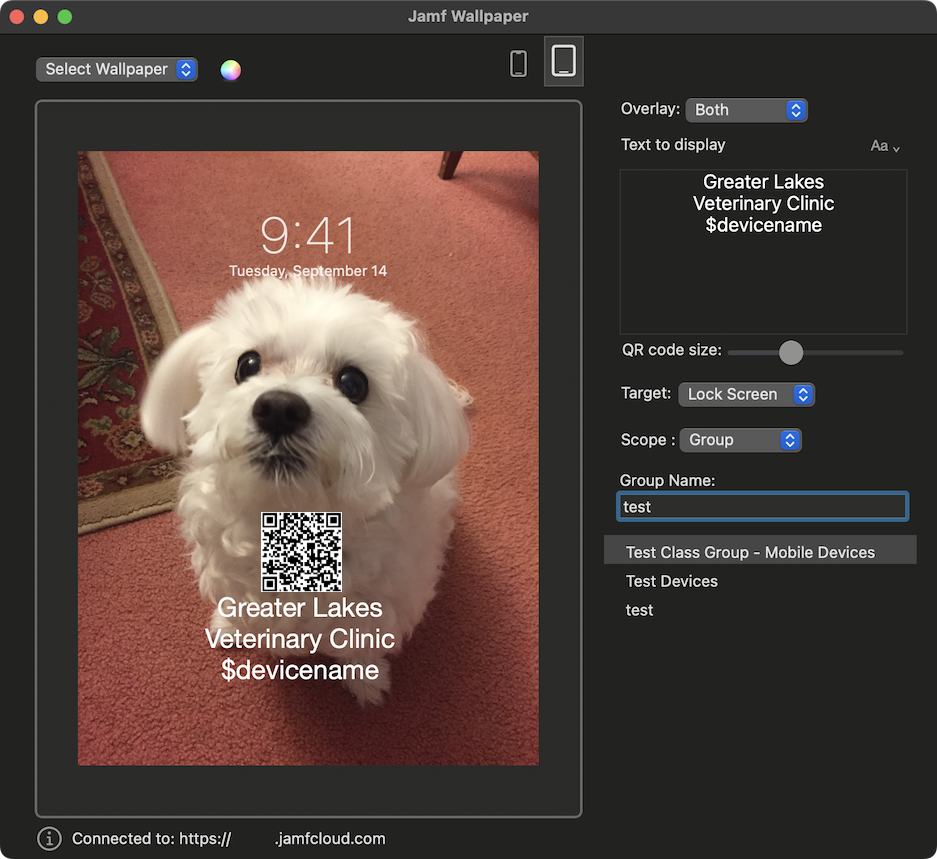 Jamf Wallpaper
Select Wallpaper
Overlay: Both
Text to display
Aa
Greater Lakes
Veterinary Clinic
$devicename
QR code size:
Target: Lock Screen
Scope : Group
Group Name:
test
Test Class Group - Mobile Devices
Test Devices
test
9:41
Tuesday, September 14
Greater Lakes
Veterinary Clinic
$devicename
Connected to: https:// .jamfcloud.com